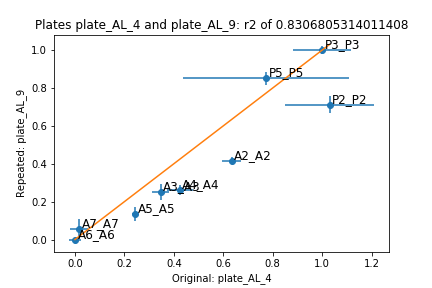 Plates plate_AL_4 and plate_AL_9: r2 of 0.8306805314011408
Repeated: plate_AL_9
1.0
0.8
0.6
0.4
0.2
0.0
P3_P3
P5_P5
P2_P2
A2_A2
A3_A3
A4_A4
A5_A5
A7_A7
A6_A6
0.0 0.2 0.4 0.6 0.8 1.0 1.2
Original: plate_AL_4